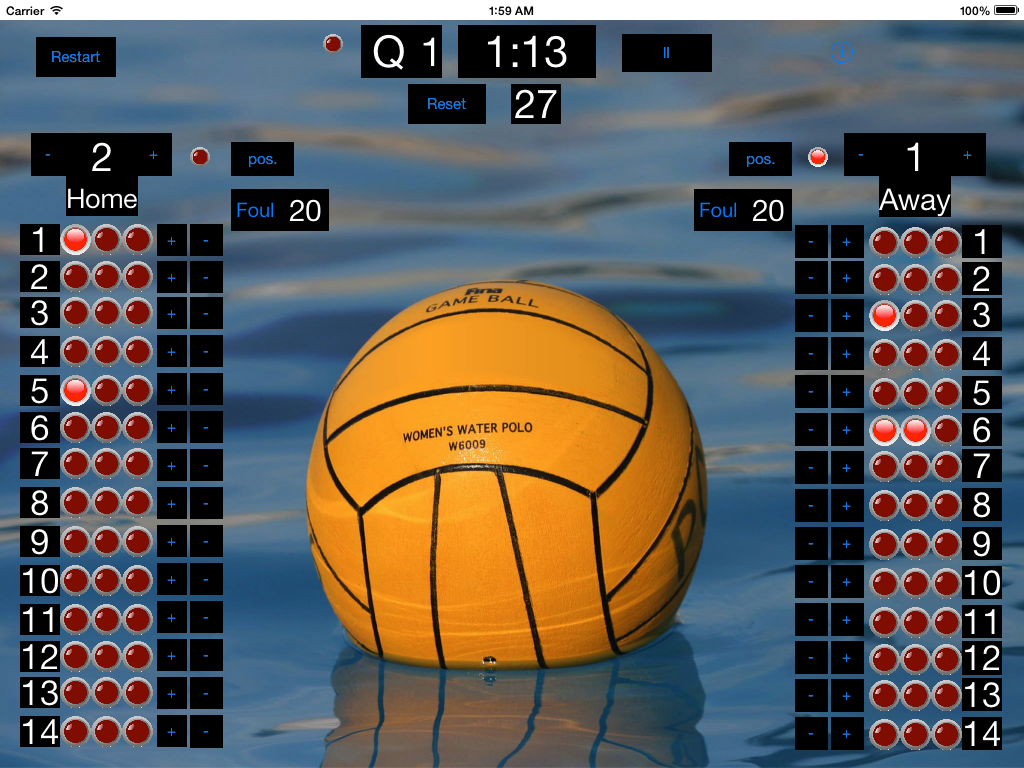 Carrier 1:59 AM 100%
Restart Q 1 1:13 II i
Reset 27
- 2 + pos. pos. - 1 +
Home Away
Foul 20 Foul 20
1 + - - + 1
2 + - - + 2
3 + - - + 3
4 + - - + 4
5 + - - + 5
6 + - - + 6
7 + - - + 7
8 + - - + 8
9 + - - + 9
10 + - - + 10
11 + - - + 11
12 + - - + 12
13 + - - + 13
14 + - - + 14
Fina
GAME BALL
WOMEN'S WATER POLO
W6009